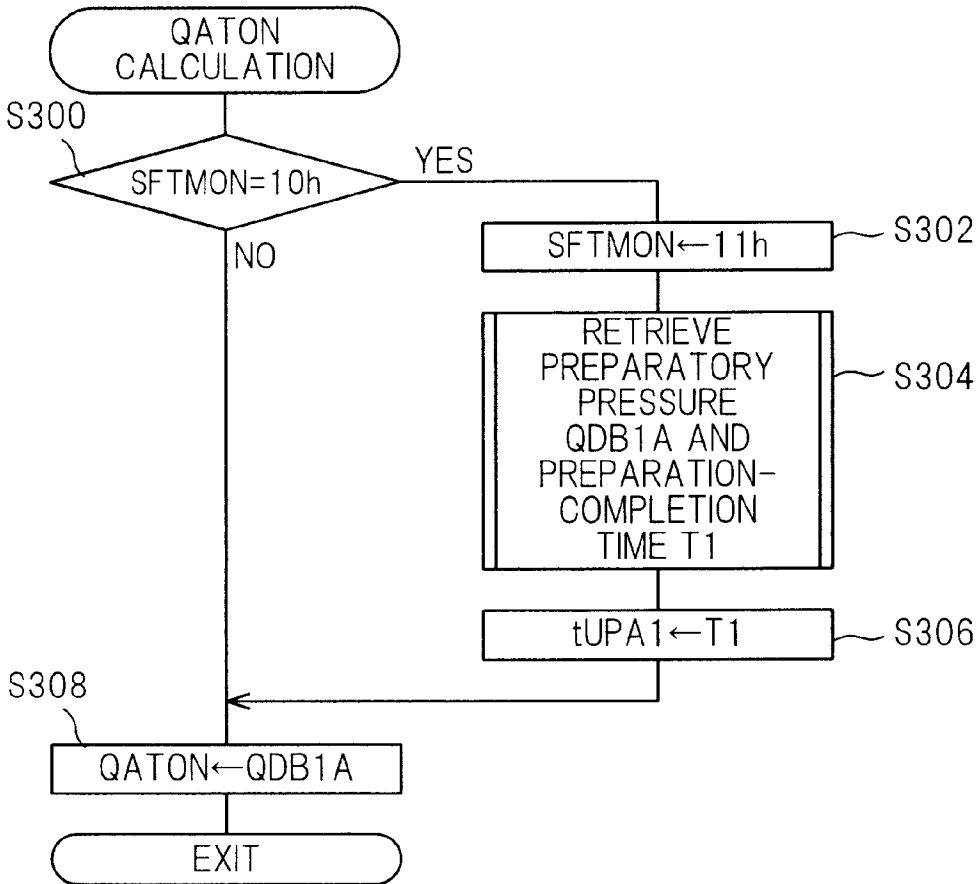 QATON
CALCULATION
S300
SFTMON=10h
YES
NO
SFTMON←11h
S302
RETRIEVE
PREPARATORY
PRESSURE
QDB1A AND
PREPARATION-
COMPLETION
TIME T1
S304
tUPA1←T1
S306
S308
QATON←QDB1A
EXIT